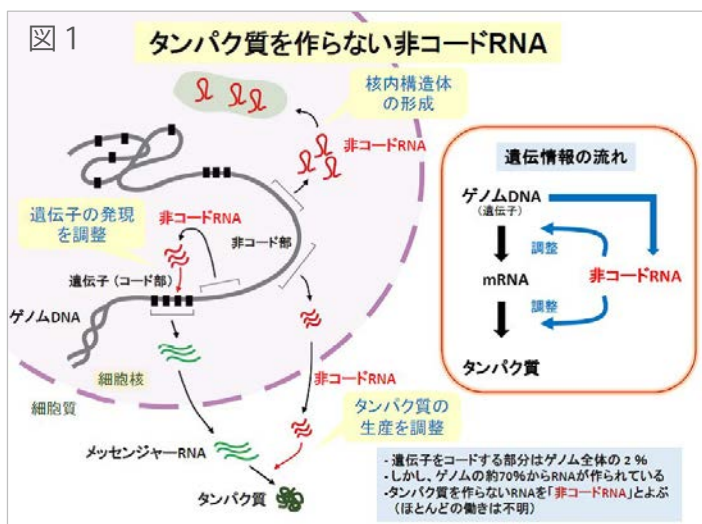 図１
タンパク質を作らない非コードRNA
核内構造体
の形成
非コードRNA
遺伝子の発現
を調整
非コードRNA
非コード部
遺伝子（コード部）
ゲノムDNA
細胞核
細胞質
非コードRNA
タンパク質の
生産を調整
メッセンジャーRNA
タンパク質
遺伝情報の流れ
ゲノムDNA
（遺伝子）
調整
mRNA
非コードRNA
調整
タンパク質
- 遺伝子をコードする部分はゲノム全体の２％
- しかし、ゲノムの約70％からRNAが作られている
-タンパク質を作らないRNAを「非コードRNA」とよぶ
（ほとんどの働きは不明）